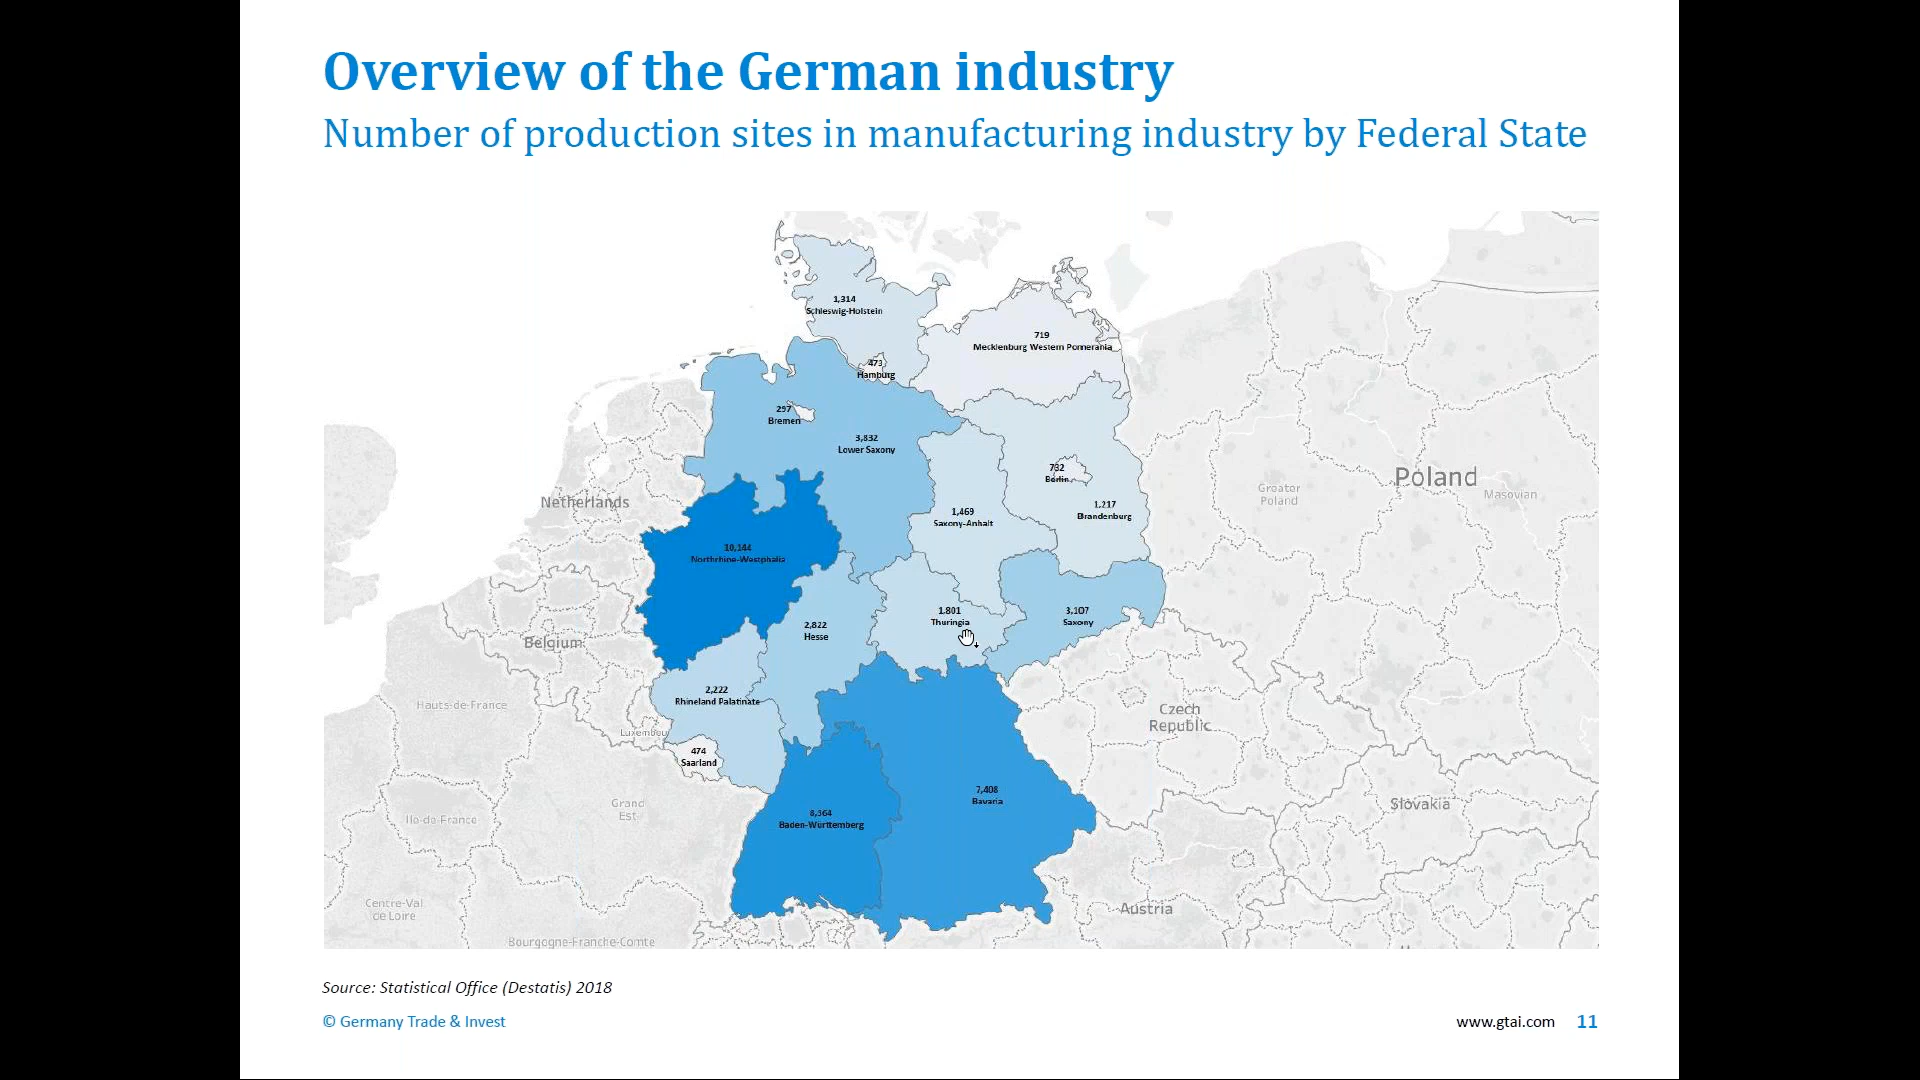 Overview of the German industry
Number of production sites in manufacturing industry by Federal State
1,314
Schleswig-Holstein
719
Mecklenburg Western Pomerania
473
Hamburg
297
Bremen
3,832
Lower Saxony
732
Berlin
1,217
Brandenburg
1,469
Saxony-Anhalt
10,144
Northrhine-Westphalia
2,822
Hesse
1,801
Thuringia
3,107
Saxony
2,222
Rhineland Palatinate
474
Saarland
8,364
Baden-Württemberg
7,408
Bavaria
Netherlands
Belgium
Luxembou
Hauts-de-France
Ile-de-France
Grand
Est
Centre-Val
de Loire
Bourgogne-Franche-Comte
Poland
Greater
Poland
Masovian
Czech
Republic
Slovakia
Austria
Source: Statistical Office (Destatis) 2018
© Germany Trade & Invest
www.gtai.com 11